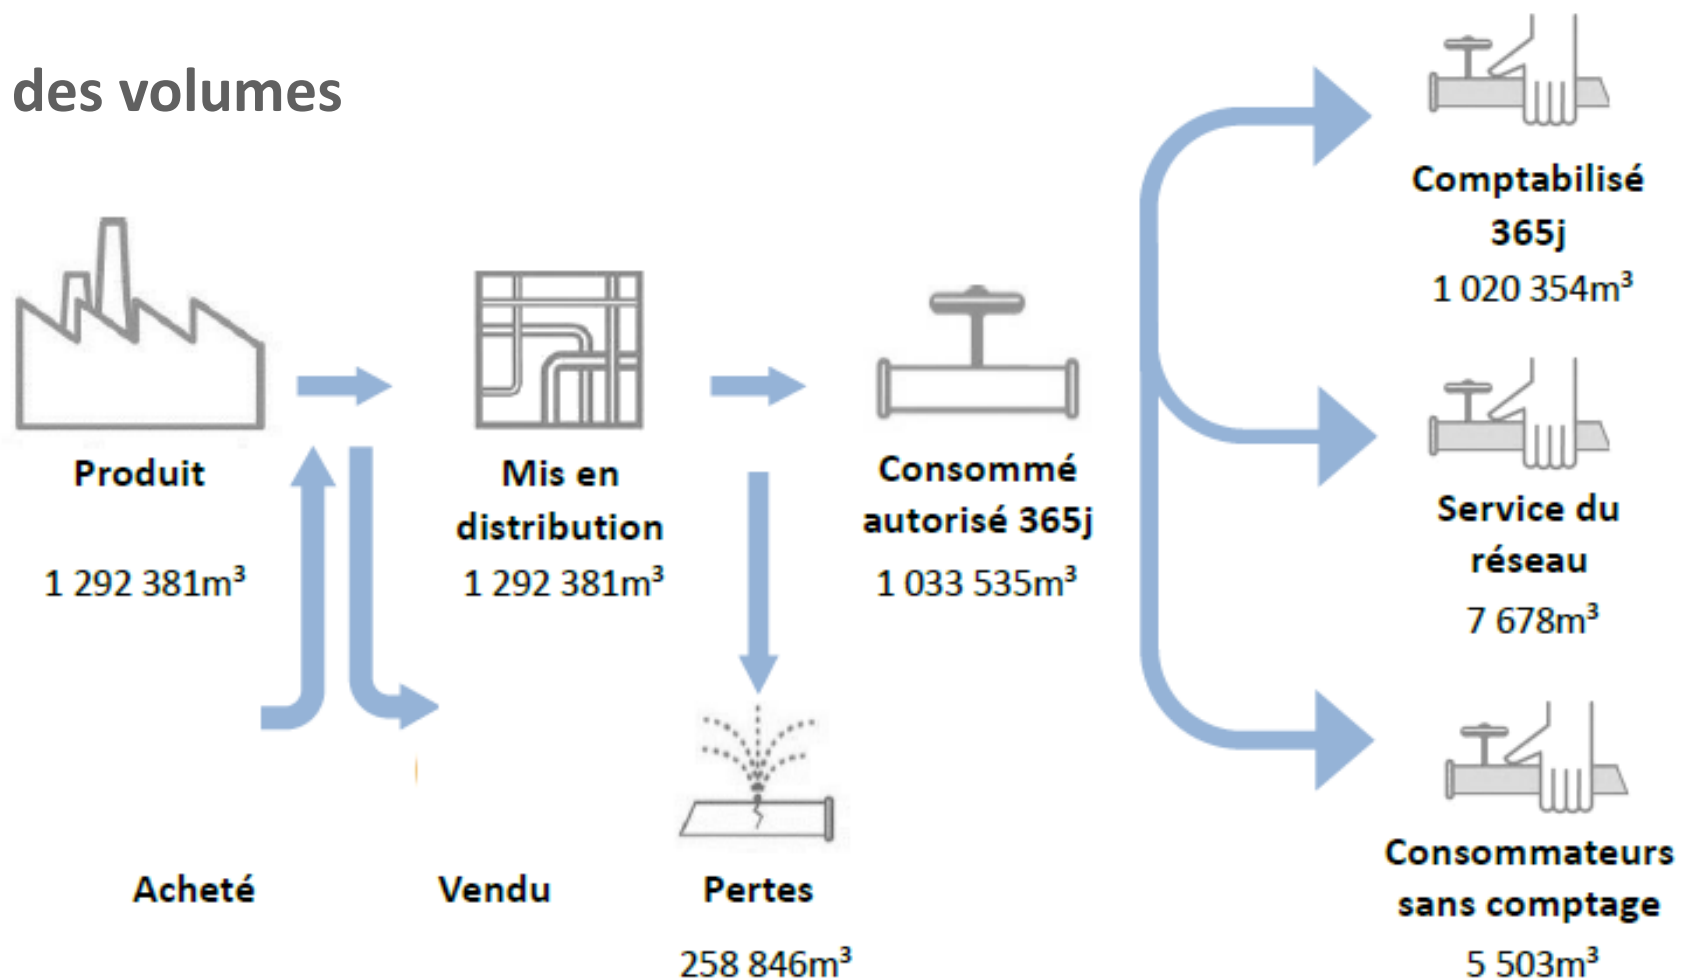 des volumes
Produit
1 292 381m³
Mis en
distribution
1 292 381m³
Consommé
autorisé 365j
1 033 535m³
Comptabilisé
365j
1 020 354m³
Service du
réseau
7 678m³
Consommateurs
sans comptage
5 503m³
Acheté
Vendu
Pertes
258 846m³